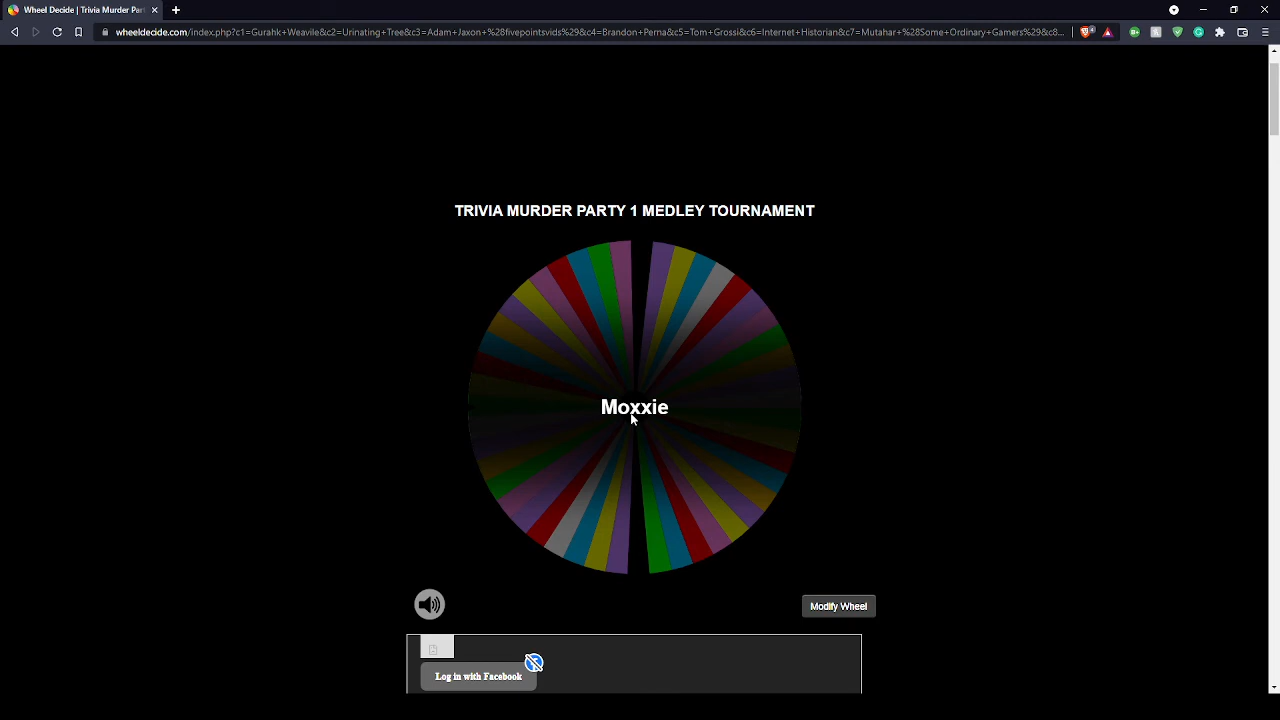 Wheel Decide | Trivia Murder Par
wheeldecide.com/index.php?c1=Gurahk+Weavile&c2=Urinating+Tree&c3=Adam+Jaxon+%28fivepointsvids%29&c4=Brandon+Perna&c5=Tom+Grossi&c6=Internet+Historian&c7=Mutahar+%28Some+Ordinary+Gamers%29&c8...
TRIVIA MURDER PARTY 1 MEDLEY TOURNAMENT
Moxxie
Modify Wheel
Log in with Facebook